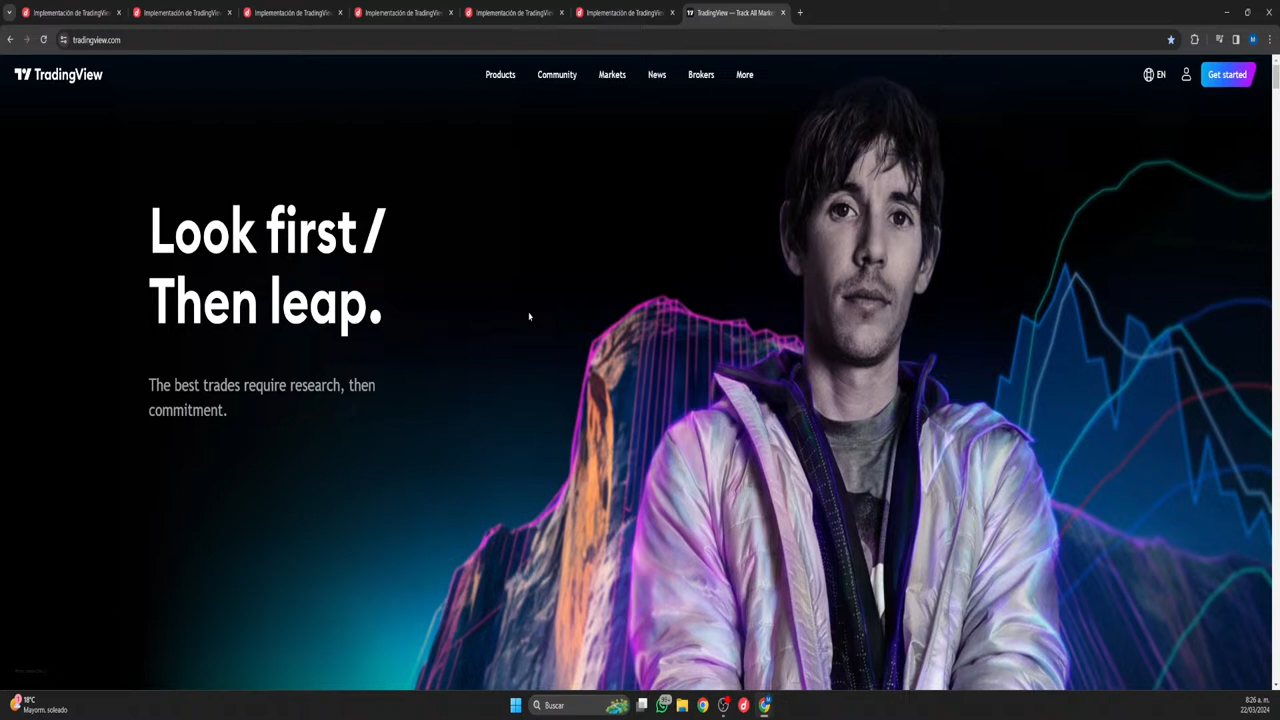 Implementación de TradingVie
Implementación de TradingVie
Implementación de TradingVie
Implementación de TradingVie
Implementación de TradingVie
Implementación de TradingVie
TradingView — Track All Marke
tradingview.com
TradingView
Products
Community
Markets
News
Brokers
More
EN
Get started
Look first /
Then leap.
The best trades require research, then
commitment.
18°C
Mayorm. soleado
Buscar
99+
8:26 a. m.
22/03/2024